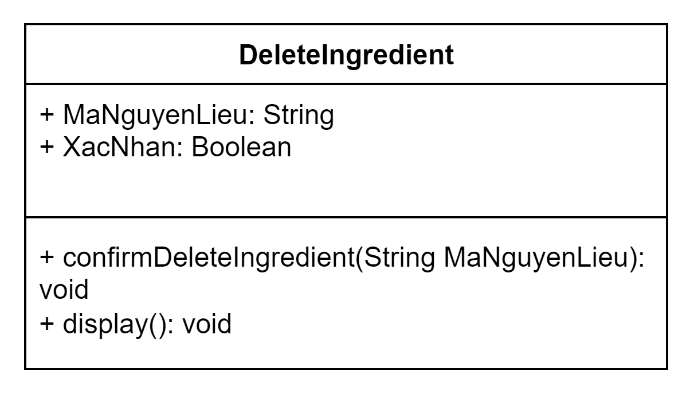 DeleteIngredient
+ MaNguyenLieu: String
+ XacNhan: Boolean
+ confirmDeleteIngredient(String MaNguyenLieu):
void
+ display(): void